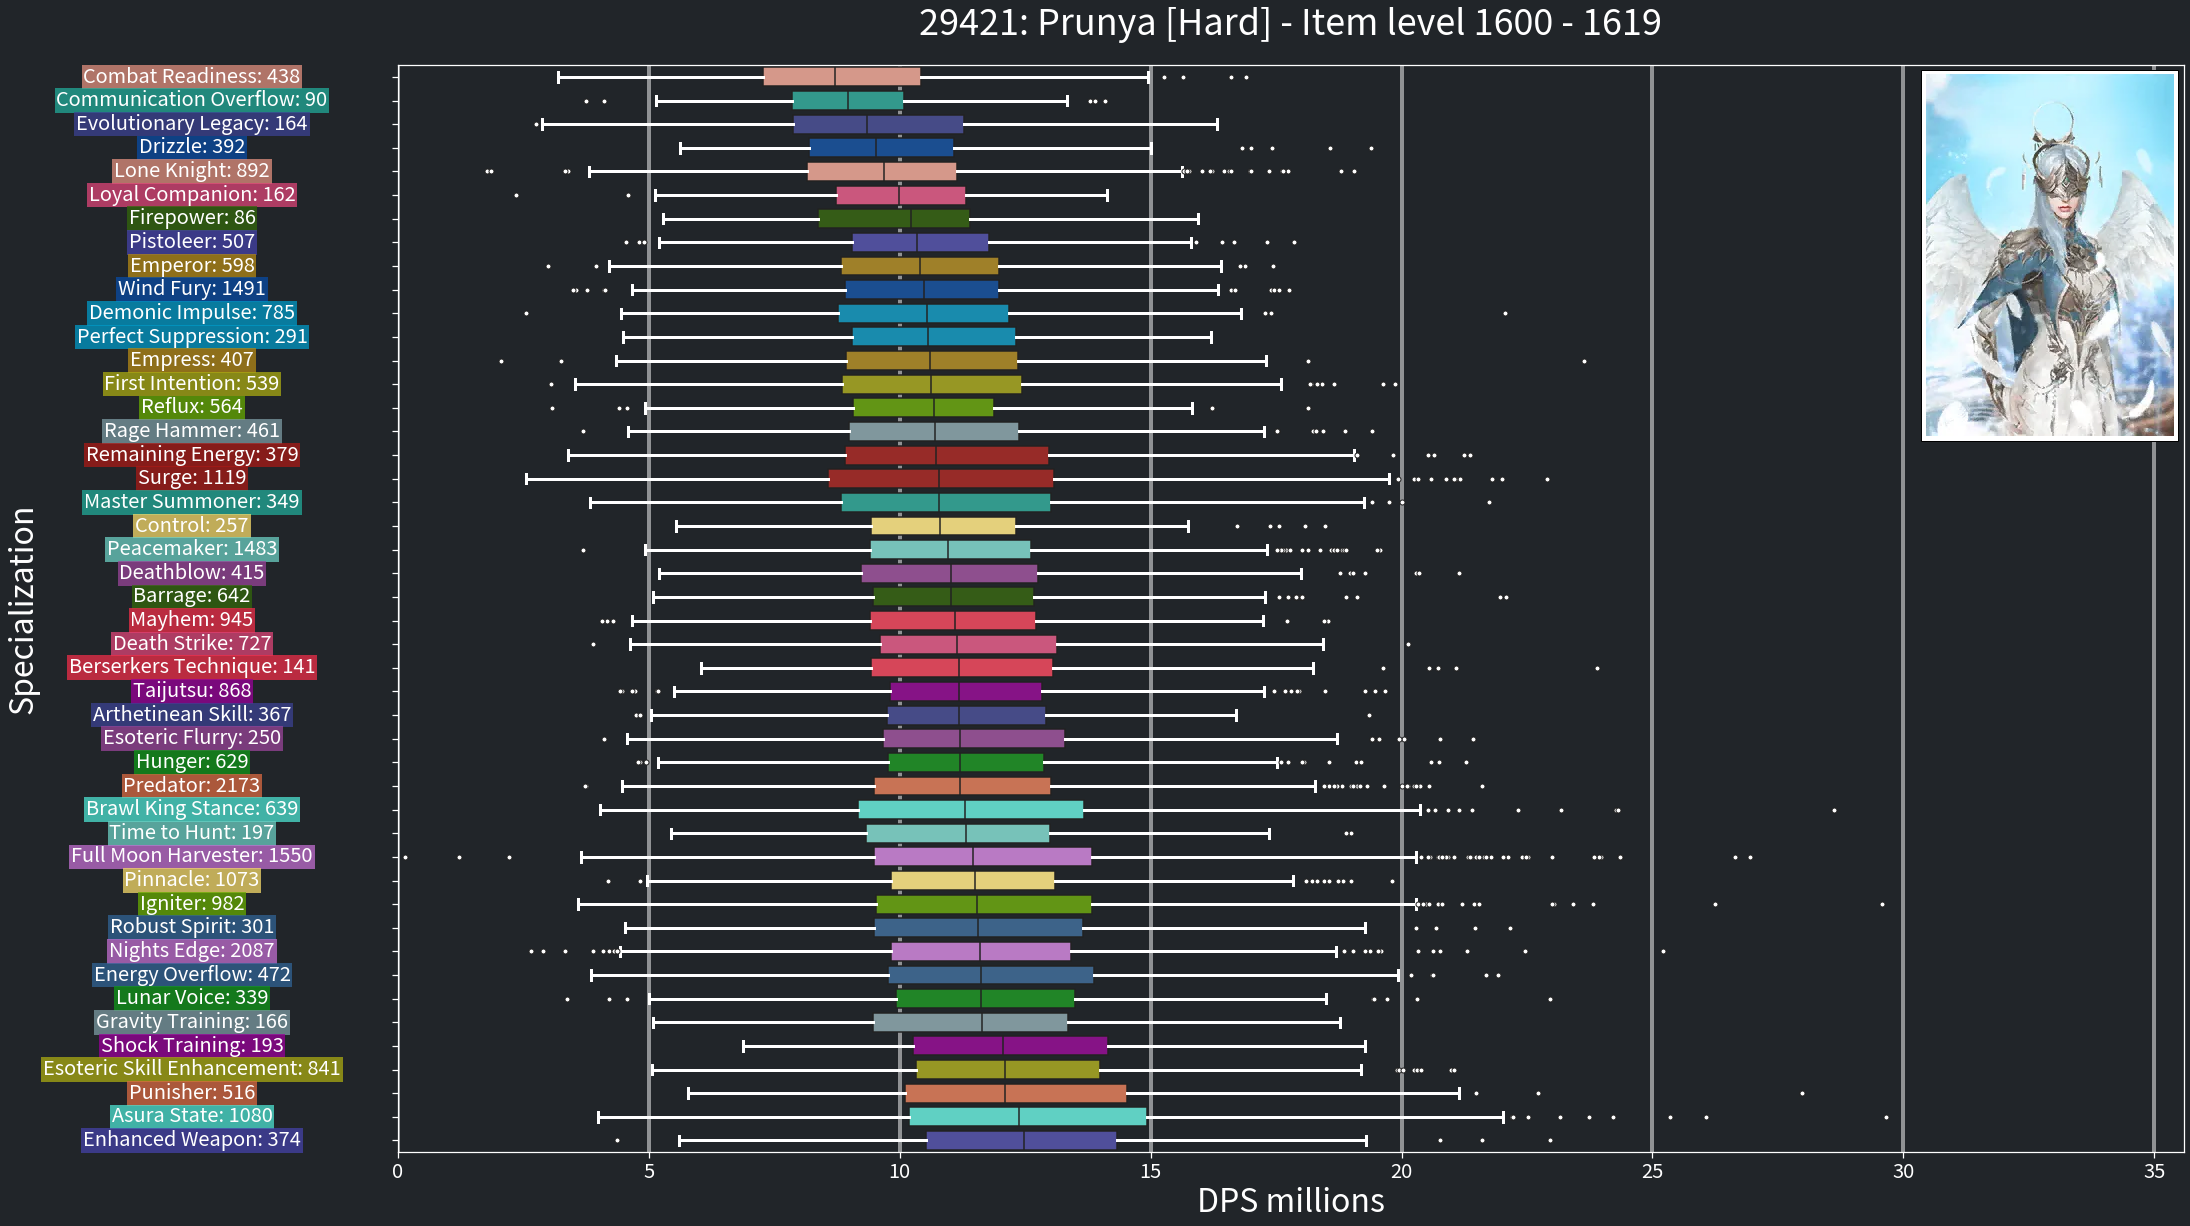 29421: Prunya [Hard] - Item level 1600 - 1619
Combat Readiness: 438
Communication Overflow: 90
Evolutionary Legacy: 164
Drizzle: 392
Lone Knight: 892
Loyal Companion: 162
Firepower: 86
Pistoleer: 507
Emperor: 598
Wind Fury: 1491
Demonic Impulse: 785
Perfect Suppression: 291
Empress: 407
First Intention: 539
Reflux: 564
Rage Hammer: 461
Remaining Energy: 379
Surge: 1119
Master Summoner: 349
Control: 257
Peacemaker: 1483
Deathblow: 415
Barrage: 642
Mayhem: 945
Death Strike: 727
Berserkers Technique: 141
Taijutsu: 868
Arthetinean Skill: 367
Esoteric Flurry: 250
Hunger: 629
Predator: 2173
Brawl King Stance: 639
Time to Hunt: 197
Full Moon Harvester: 1550
Pinnacle: 1073
Igniter: 982
Robust Spirit: 301
Nights Edge: 2087
Energy Overflow: 472
Lunar Voice: 339
Gravity Training: 166
Shock Training: 193
Esoteric Skill Enhancement: 841
Punisher: 516
Asura State: 1080
Enhanced Weapon: 374
Specialization
0 5 10 15 20 25 30 35
DPS millions